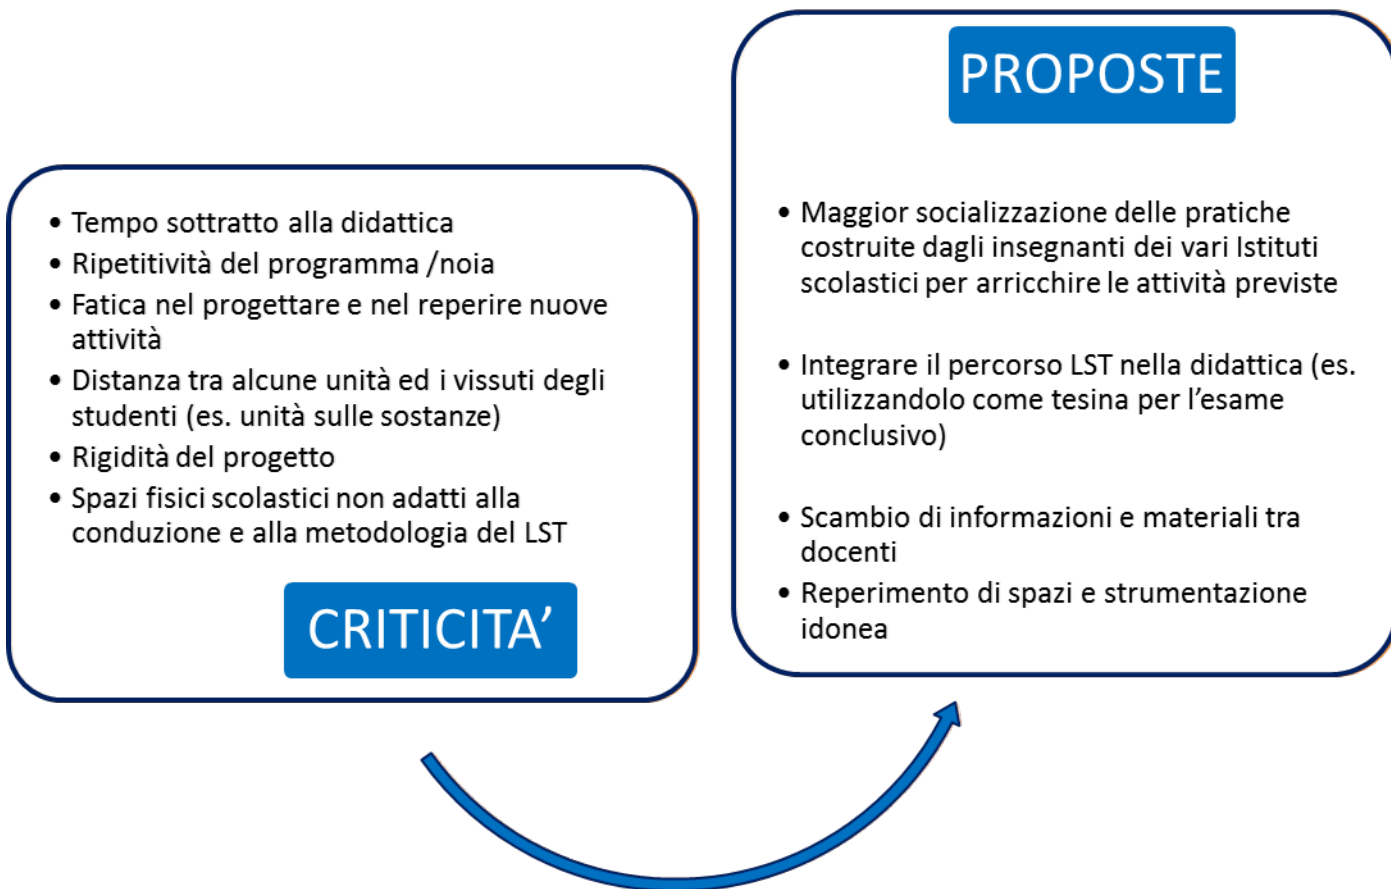 • Tempo sottratto alla didattica
• Ripetitività del programma /noia
• Fatica nel progettare e nel reperire nuove
attività
• Distanza tra alcune unità ed i vissuti degli
studenti (es. unità sulle sostanze)
• Rigidità del progetto
• Spazi fisici scolastici non adatti alla
conduzione e alla metodologia del LST
CRITICITA’
PROPOSTE
• Maggior socializzazione delle pratiche
costruite dagli insegnanti dei vari Istituti
scolastici per arricchire le attività previste
• Integrare il percorso LST nella didattica (es.
utilizzandolo come tesina per l’esame
conclusivo)
• Scambio di informazioni e materiali tra
docenti
• Reperimento di spazi e strumentazione
idonea